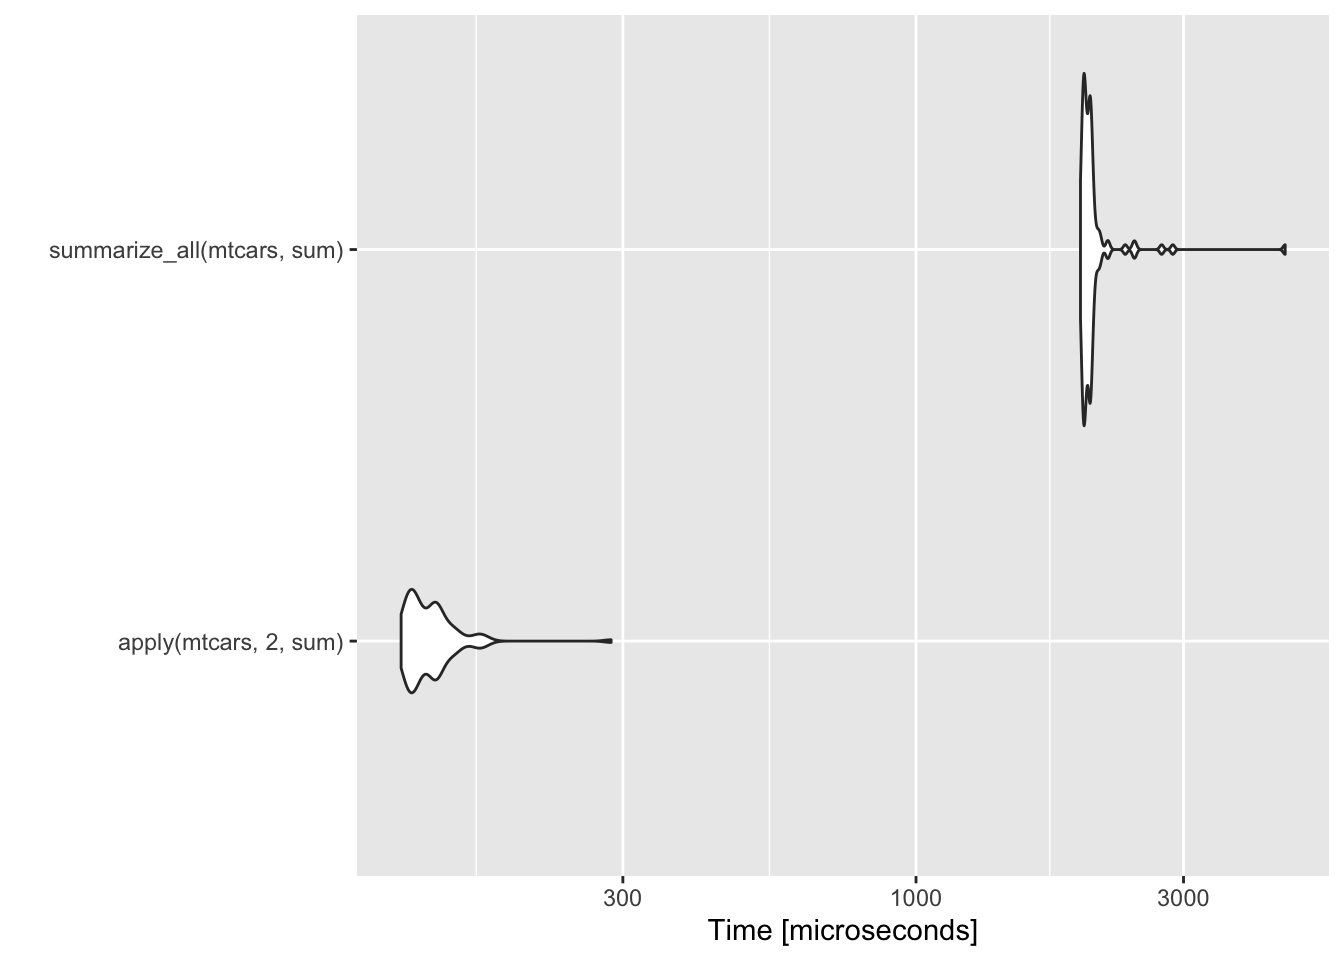 summarize_all(mtcars, sum)
apply(mtcars, 2, sum)
300 1000 3000
Time [microseconds]